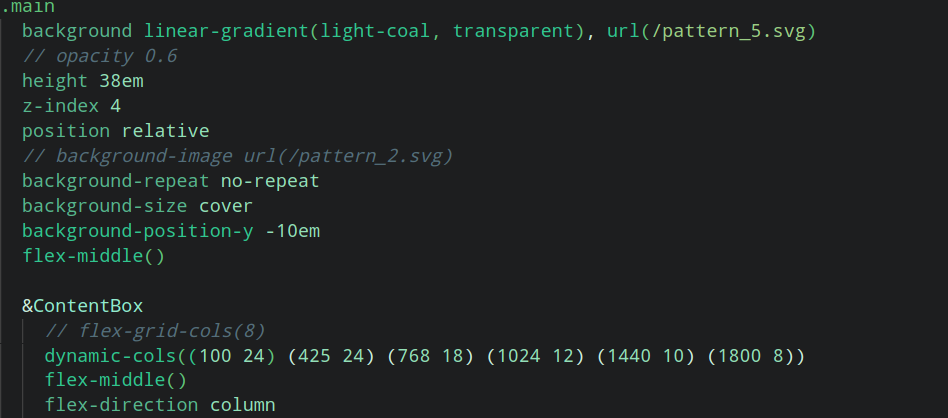 .main
background linear-gradient(light-coal, transparent), url(/pattern_5.svg)
// opacity 0.6
height 38em
z-index 4
position relative
// background-image url(/pattern_2.svg)
background-repeat no-repeat
background-size cover
background-position-y -10em
flex-middle()
&ContentBox
// flex-grid-cols(8)
dynamic-cols((100 24) (425 24) (768 18) (1024 12) (1440 10) (1800 8))
flex-middle()
flex-direction column